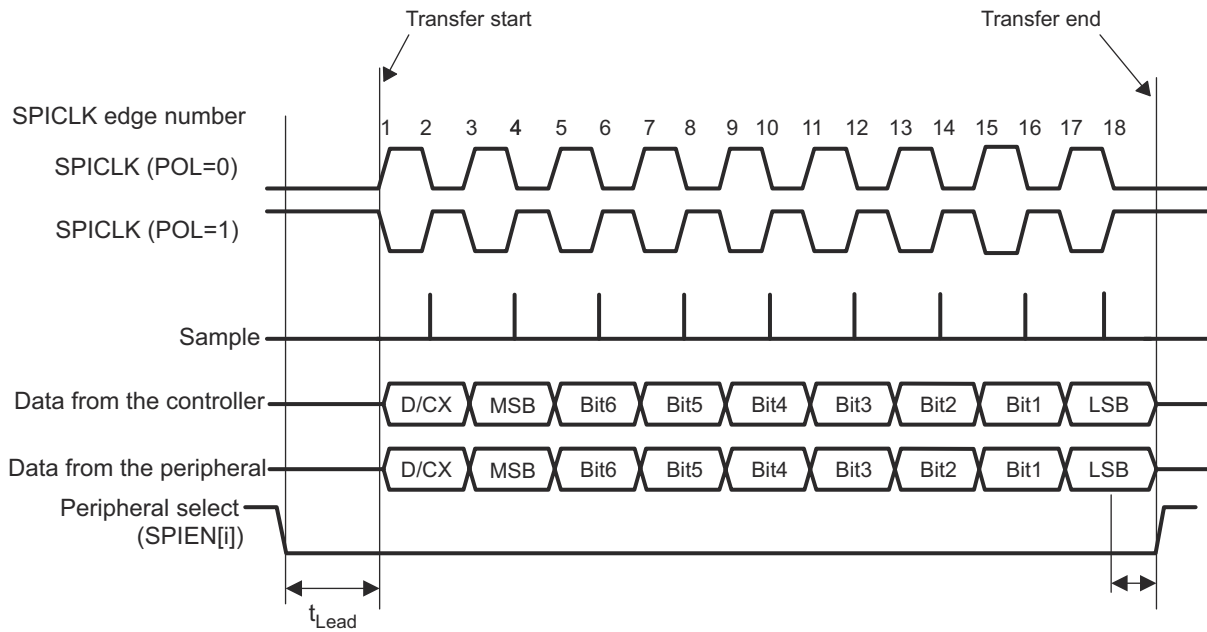 Transfer start
Transfer end
SPICLK edge number
1 2 3 4 5 6 7 8 9 10 11 12 13 14 15 16 17 18
SPICLK (POL=0)
SPICLK (POL=1)
Sample
Data from the controller
D/CX MSB Bit6 Bit5 Bit4 Bit3 Bit2 Bit1 LSB
Data from the peripheral
D/CX MSB Bit6 Bit5 Bit4 Bit3 Bit2 Bit1 LSB
Peripheral select
(SPIEN[i])
tLead